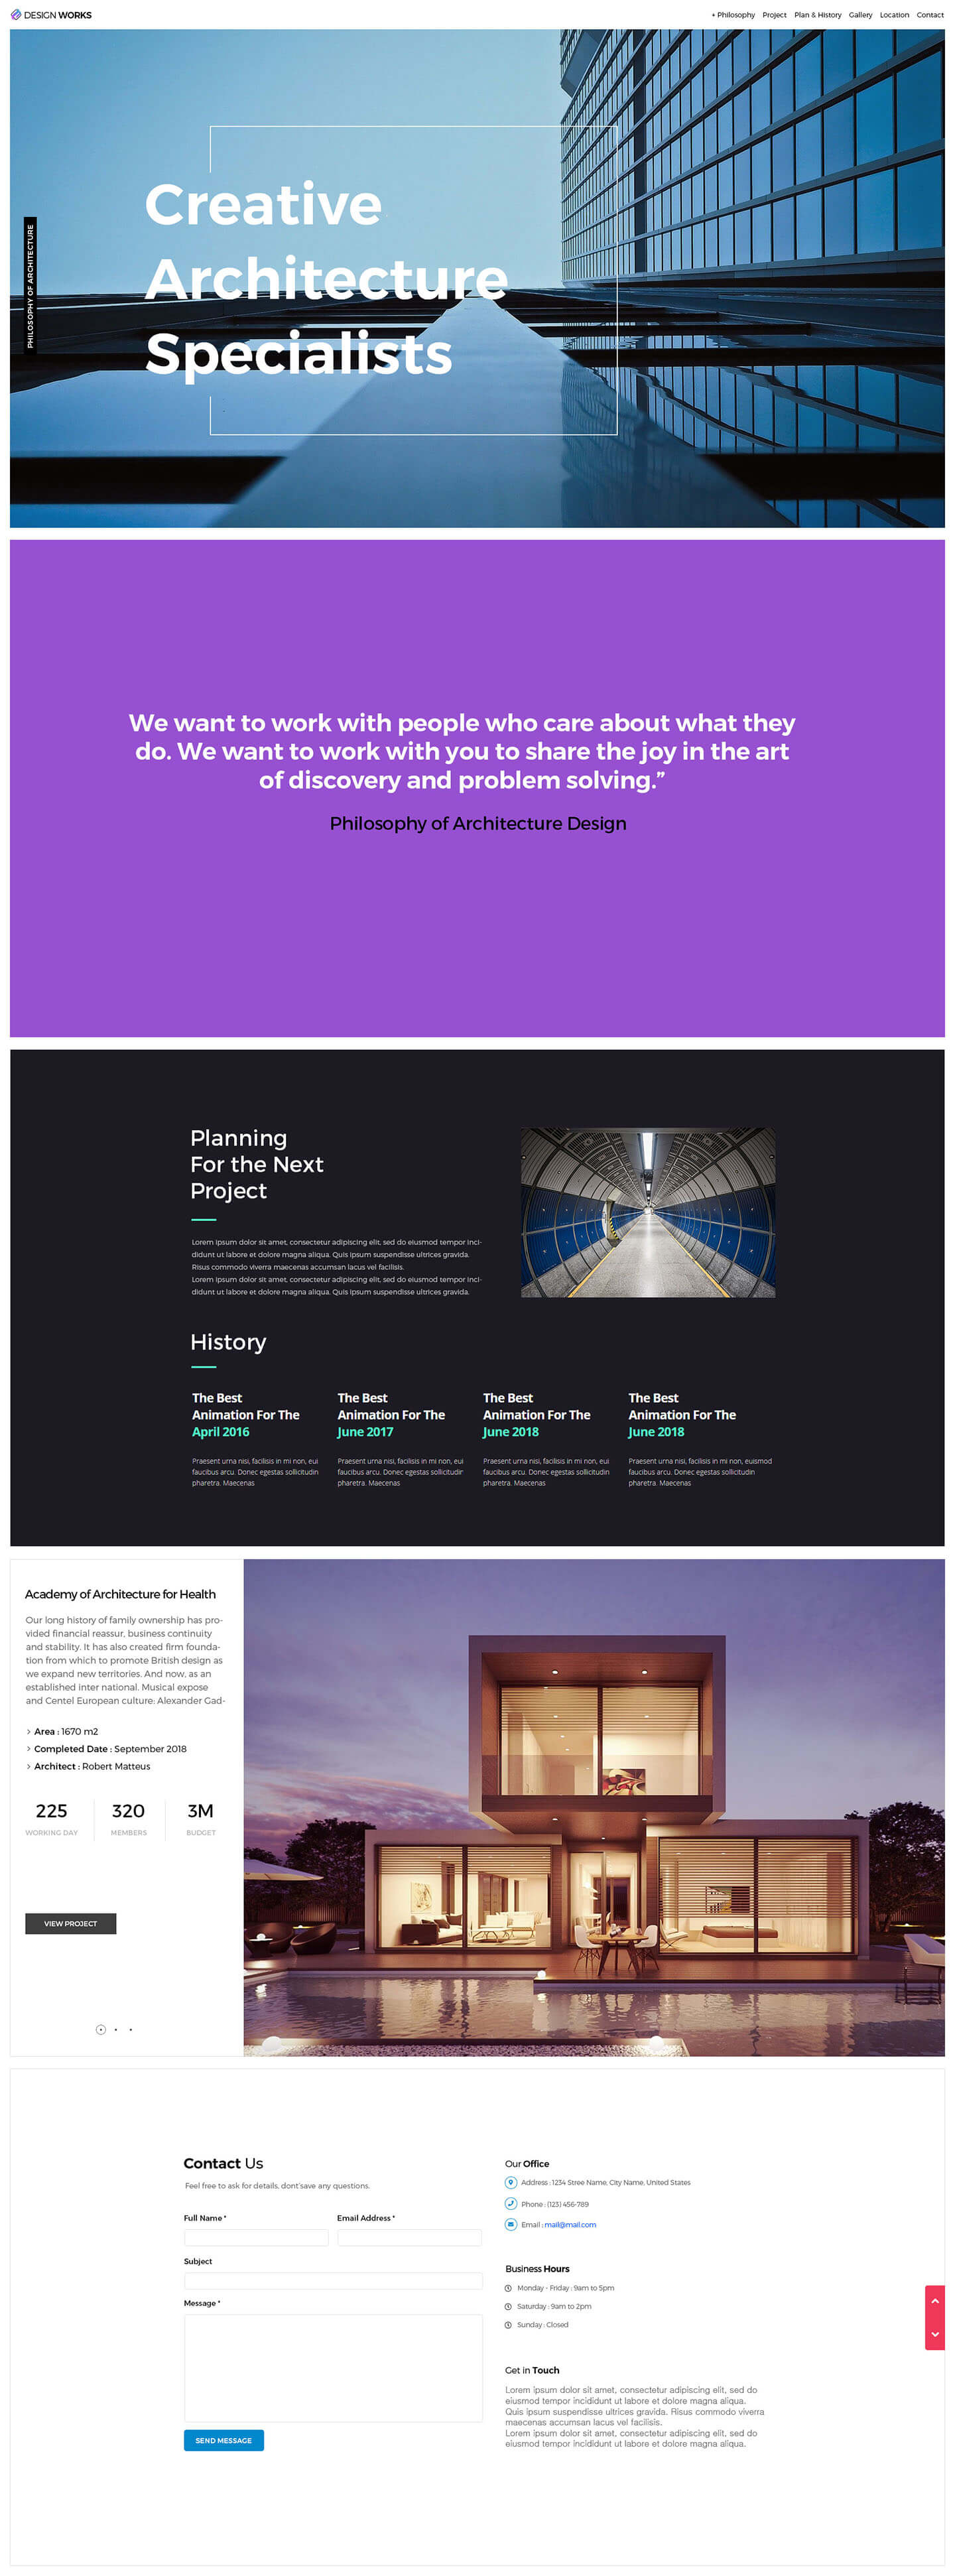 DESIGN WORKS
• Philosophy Project Plan & History Gallery Location Contact
PHILOSOPHY OF ARCHITECTURE
Creative
Architecture
Specialists
We want to work with people who care about what they
do. We want to work with you to share the joy in the art
of discovery and problem solving.”
Philosophy of Architecture Design
Planning
For the Next
Project
Lorem ipsum dolor sit amet, consectetur adipiscing elit, sed do eiusmod tempor inci-
didunt ut labore et dolore magna aliqua. Quis ipsum suspendisse ultrices gravida.
Risus commodo viverra maecenas accumsan lacus vel facilisis.
Lorem ipsum dolor sit amet, consectetur adipiscing elit, sed do eiusmod tempor inci-
didunt ut labore et dolore magna aliqua. Quis ipsum suspendisse ultrices gravida.
History
The Best
Animation For The
April 2016
Praesent urna nisi, facilisis in mi non, eui
faucibus arcu. Donec egestas sollicitudin
pharetra. Maecenas
The Best
Animation For The
June 2017
Praesent urna nisi, facilisis in mi non, eui
faucibus arcu. Donec egestas sollicitudin
pharetra. Maecenas
The Best
Animation For The
June 2018
Praesent urna nisi, facilisis in mi non, eui
faucibus arcu. Donec egestas sollicitudin
pharetra. Maecenas
The Best
Animation For The
June 2018
Praesent urna nisi, facilisis in mi non, euismod
faucibus arcu. Donec egestas sollicitudin
pharetra. Maecenas
Academy of Architecture for Health
Our long history of family ownership has pro-
vided financial reassur, business continuity
and stability. It has also created firm founda-
tion from which to promote British design as
we expand new territories. And now, as an
established inter national. Musical expose
and Centel European culture: Alexander Gad-
> Area : 1670 m2
> Completed Date : September 2018
> Architect : Robert Matteus
225 320 3M
WORKING DAY MEMBERS BUDGET
VIEW PROJECT
Contact Us
Feel free to ask for details, dont'save any questions.
Full Name * Email Address *
Subject
Message *
SEND MESSAGE
Our Office
Address : 1234 Stree Name, City Name, United States
Phone : (123) 456-789
Email : mail@mail.com
Business Hours
Monday - Friday : 9am to 5pm
Saturday : 9am to 2pm
Sunday : Closed
Get in Touch
Lorem ipsum dolor sit amet, consectetur adipiscing elit, sed do
eiusmod tempor incididunt ut labore et dolore magna aliqua.
Quis ipsum suspendisse ultrices gravida. Risus commodo viverra
maecenas accumsan lacus vel facilisis.
Lorem ipsum dolor sit amet, consectetur adipiscing elit, sed do
eiusmod tempor incididunt ut labore et dolore magna aliqua.